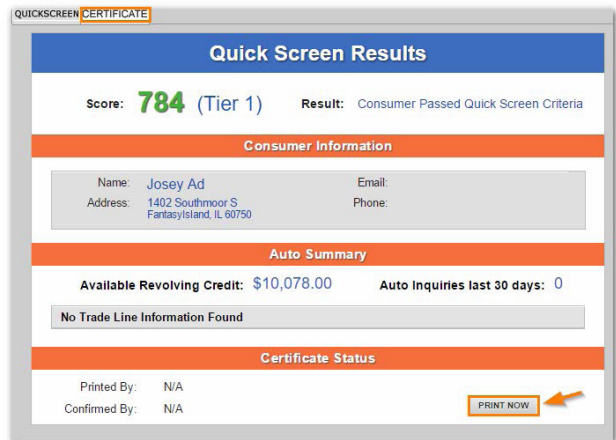 QUICKSCREEN CERTIFICATE
Quick Screen Results
Score: 784 (Tier 1) Result: Consumer Passed Quick Screen Criteria
Consumer Information
Name: Josey Ad Email:
Address: 1402 Southmoor S Phone:
FantasyIsland, IL 60750
Auto Summary
Available Revolving Credit: $10,078.00 Auto Inquiries last 30 days: 0
No Trade Line Information Found
Certificate Status
Printed By: N/A
Confirmed By: N/A PRINT NOW